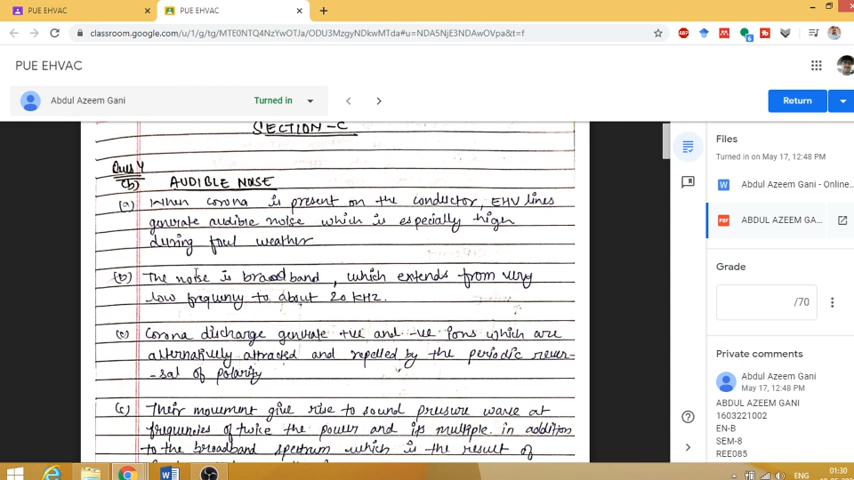 PUE EHVAC
PUE EHVAC
classroom.google.com/u/1/g/tg/MTE0NTQ4NzYwOTJa/ODU3MzgyNDkwMTda#u=NDA5NjE3NDAwOVpa&t=f
PUE EHVAC
Abdul Azeem Gani
Turned in
Return
SECTION-C
Ques 4
(b) AUDIBLE NOISE
(a) When corona is present on the conductor, EHV lines
generate audible noise which is especially high
during foul weather
(b) The noise is broadband, which extends from very
low frequency to about 20 kHz.
(c) Corona discharge generate +ve and -ve ions which are
alternatively attracted and repelled by the periodic rever-
-sal of polarity
(c) Their movement give rise to sound pressure wave at
frequencies of twice the power and its multiple. in addition
to the broadband spectrum which is the result of
Files
Turned in on May 17, 12:48 PM
Abdul Azeem Gani - Online...
PDF
ABDUL AZEEM GA...
Grade
/70
Private comments
Abdul Azeem Gani
May 17, 12:48 PM
ABDUL AZEEM GANI
1603221002
EN-B
SEM-8
REE085
ENG
01:30